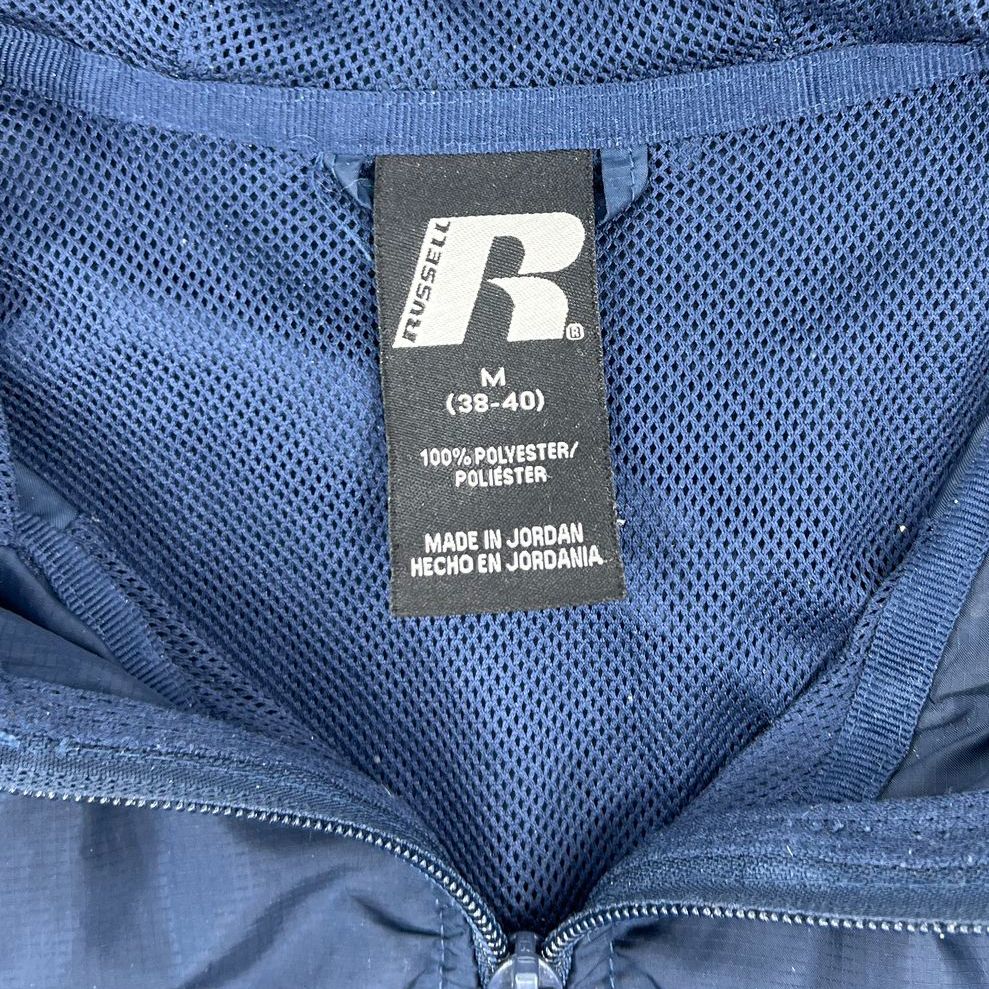 RUSSELL
R
®
M
(38-40)
100% POLYESTER/
POLIÉSTER
MADE IN JORDAN
HECHO EN JORDANIA